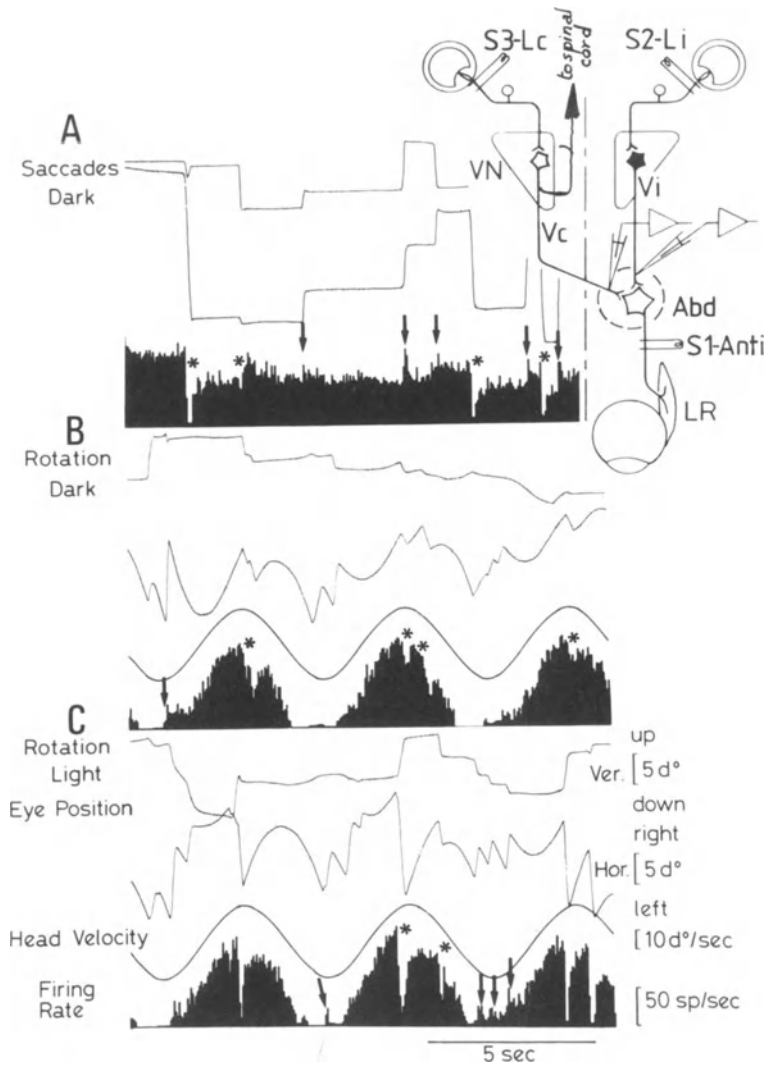 S3-Lc
to spinal cord
S2-Li
A
Saccades
Dark
VN
Vi
Vc
Abd
S1-Anti
LR
* * * *
B
Rotation
Dark
* * * *
C
Rotation
Light
up
Ver. [5 d°
Eye Position
down
right
Hor. [5 d°
left
Head Velocity
[10 d°/sec
* *
Firing
Rate
[50 sp/sec
5 sec